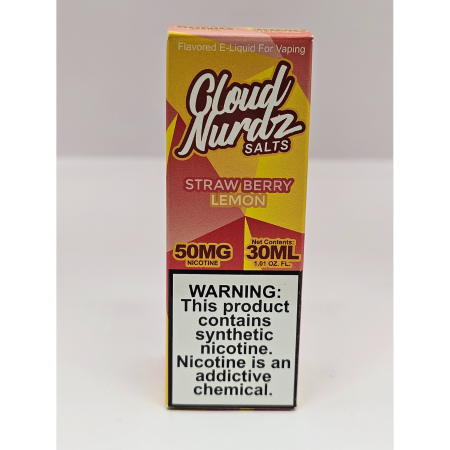 Flavored E-Liquid For Vaping
Cloud
Nurdz
SALTS
STRAW BERRY
LEMON
50MG
NICOTINE
Net Contents:
30ML
1.01 OZ. FL.
WARNING:
This product
contains
synthetic
nicotine.
Nicotine is an
addictive
chemical.